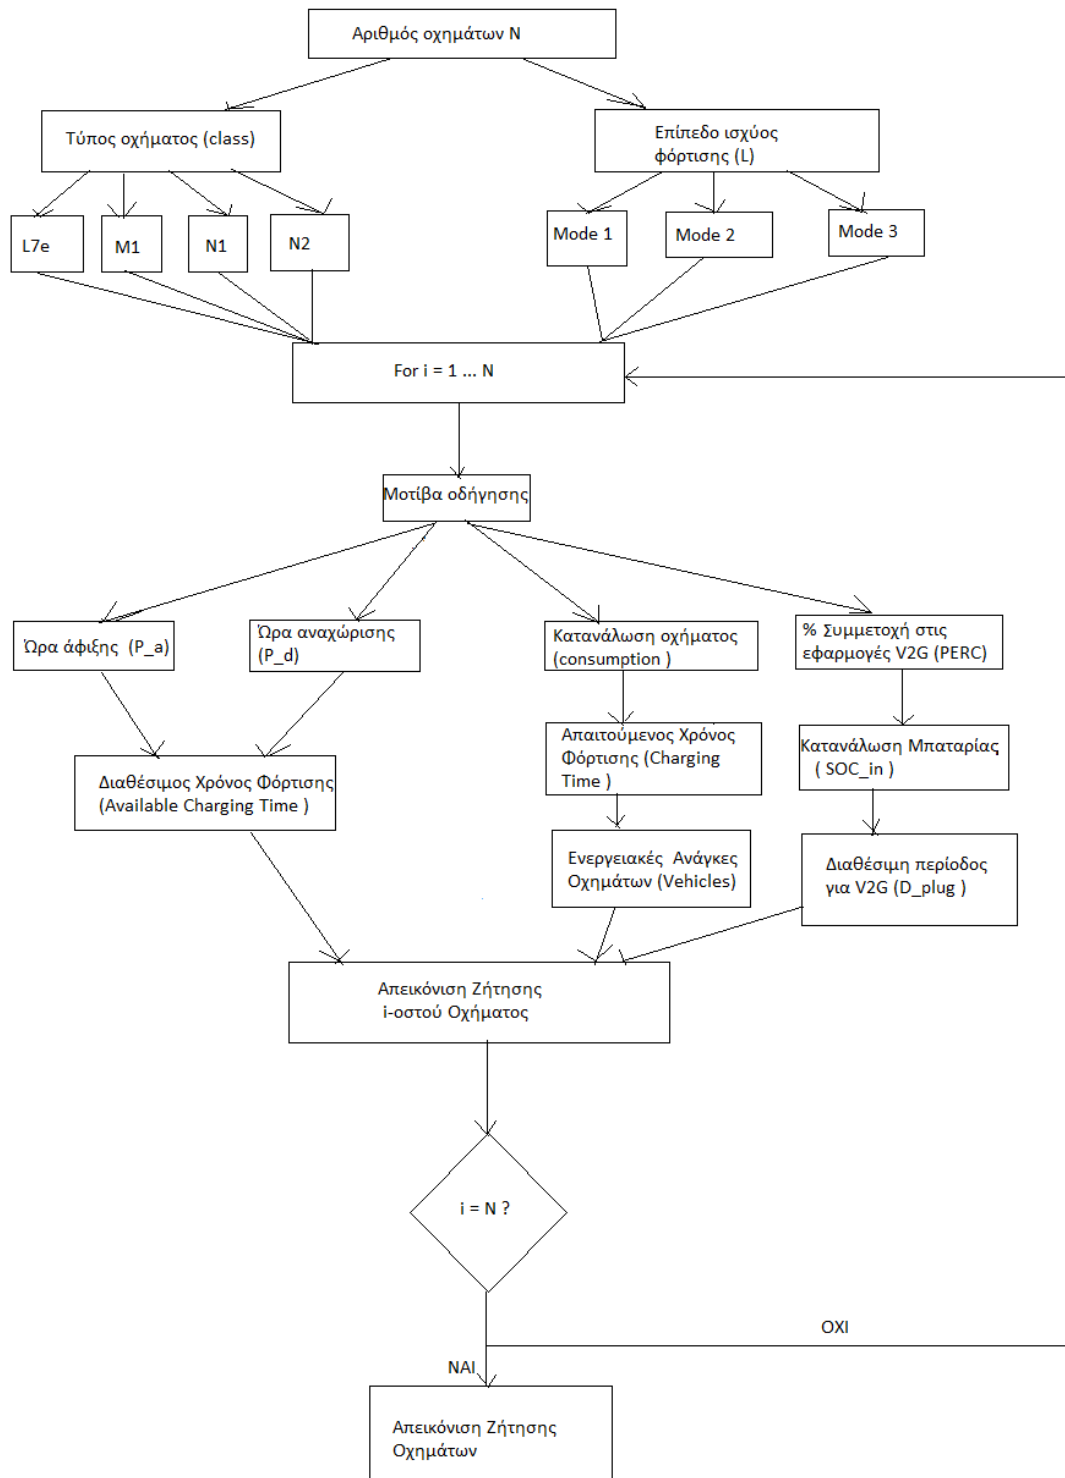 Αριθμός οχημάτων Ν
Τύπος οχήματος (class)
Επίπεδο ισχύος
φόρτισης (L)
L7e
M1
N1
N2
Mode 1
Mode 2
Mode 3
For i = 1 ... N
Μοτίβα οδήγησης
Ώρα άφιξης (P_a)
Ώρα αναχώρισης
(P_d)
Κατανάλωση οχήματος
(consumption )
% Συμμετοχή στις
εφαρμογές V2G (PERC)
Διαθέσιμος Χρόνος Φόρτισης
(Available Charging Time )
Απαιτούμενος Χρόνος
Φόρτισης (Charging
Time )
Κατανάλωση Μπαταρίας
( SOC_in )
Ενεργειακές Ανάγκες
Οχημάτων (Vehicles)
Διαθέσιμη περίοδος
για V2G (D_plug )
Απεικόνιση Ζήτησης
i-οστού Οχήματος
i = N ?
ΟΧΙ
ΝΑΙ
Απεικόνιση Ζήτησης
Οχημάτων